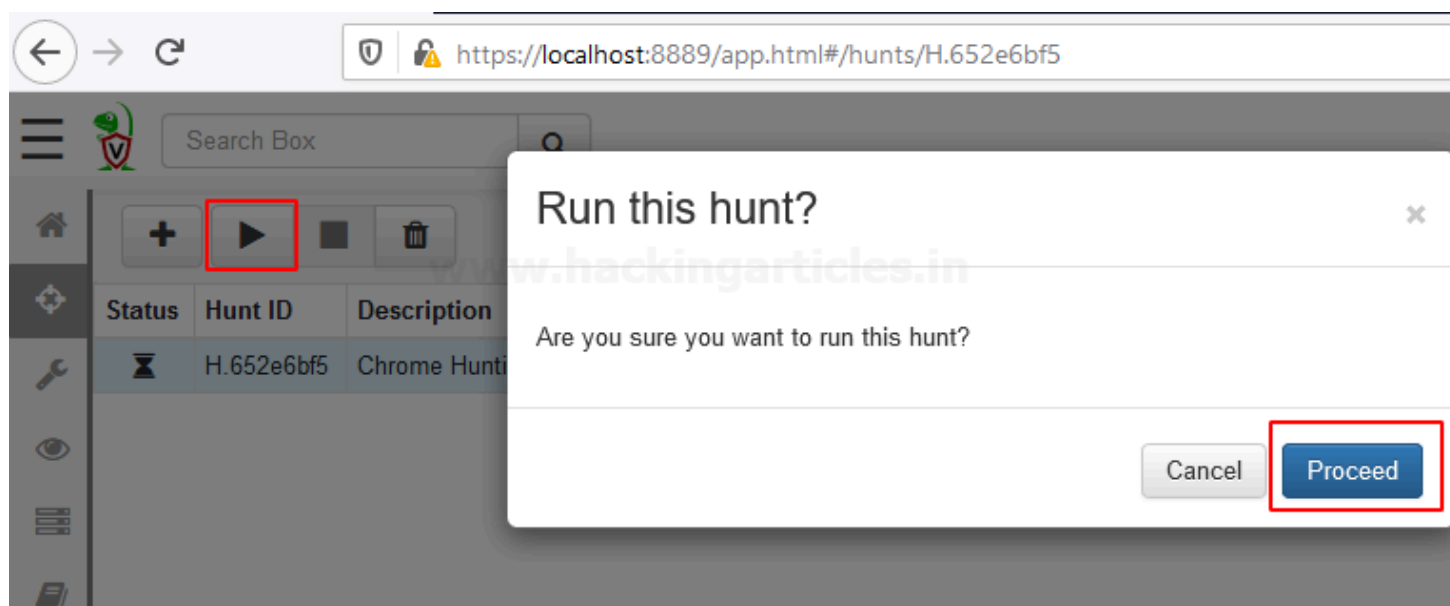 https://localhost:8889/app.html#/hunts/H.652e6bf5
V
Search Box
Run this hunt?
www.hackingarticles.in
Status Hunt ID Description
Are you sure you want to run this hunt?
H.652e6bf5 Chrome Hunti
Cancel Proceed